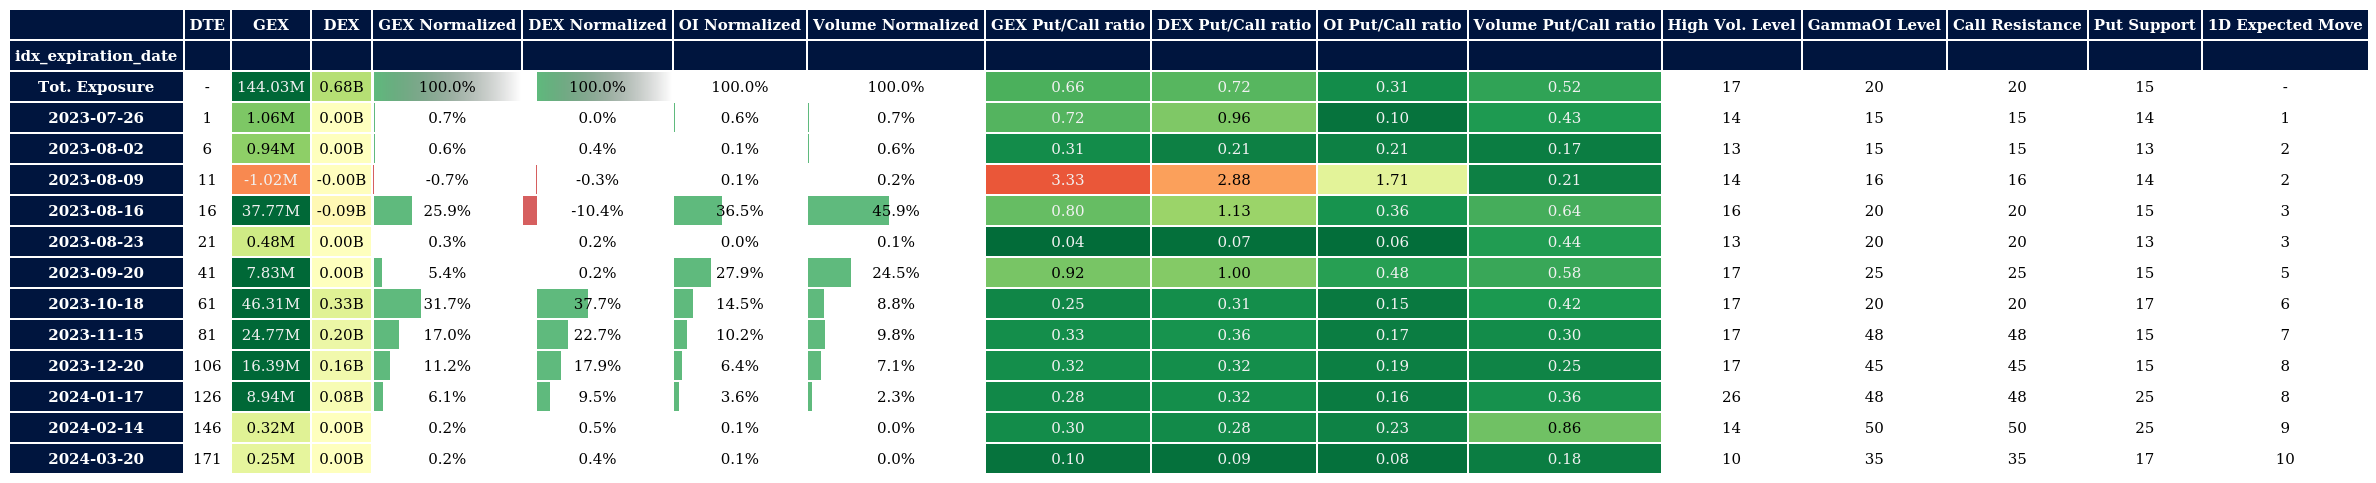 DTE GEX DEX GEX Normalized DEX Normalized OI Normalized Volume Normalized GEX Put/Call ratio DEX Put/Call ratio OI Put/Call ratio Volume Put/Call ratio High Vol. Level GammaOI Level Call Resistance Put Support 1D Expected Move
idx_expiration_date
Tot. Exposure - 144.03M 0.68B 100.0% 100.0% 100.0% 100.0% 0.66 0.72 0.31 0.52 17 20 20 15 -
2023-07-26 1 1.06M 0.00B 0.7% 0.0% 0.6% 0.7% 0.72 0.96 0.10 0.43 14 15 15 14 1
2023-08-02 6 0.94M 0.00B 0.6% 0.4% 0.1% 0.6% 0.31 0.21 0.21 0.17 13 15 15 13 2
2023-08-09 11 -1.02M -0.00B -0.7% -0.3% 0.1% 0.2% 3.33 2.88 1.71 0.21 14 16 16 14 2
2023-08-16 16 37.77M -0.09B 25.9% -10.4% 36.5% 45.9% 0.80 1.13 0.36 0.64 16 20 20 15 3
2023-08-23 21 0.48M 0.00B 0.3% 0.2% 0.0% 0.1% 0.04 0.07 0.06 0.44 13 20 20 13 3
2023-09-20 41 7.83M 0.00B 5.4% 0.2% 27.9% 24.5% 0.92 1.00 0.48 0.58 17 25 25 15 5
2023-10-18 61 46.31M 0.33B 31.7% 37.7% 14.5% 8.8% 0.25 0.31 0.15 0.42 17 20 20 17 6
2023-11-15 81 24.77M 0.20B 17.0% 22.7% 10.2% 9.8% 0.33 0.36 0.17 0.30 17 48 48 15 7
2023-12-20 106 16.39M 0.16B 11.2% 17.9% 6.4% 7.1% 0.32 0.32 0.19 0.25 17 45 45 15 8
2024-01-17 126 8.94M 0.08B 6.1% 9.5% 3.6% 2.3% 0.28 0.32 0.16 0.36 26 48 48 25 8
2024-02-14 146 0.32M 0.00B 0.2% 0.5% 0.1% 0.0% 0.30 0.28 0.23 0.86 14 50 50 25 9
2024-03-20 171 0.25M 0.00B 0.2% 0.4% 0.1% 0.0% 0.10 0.09 0.08 0.18 10 35 35 17 10